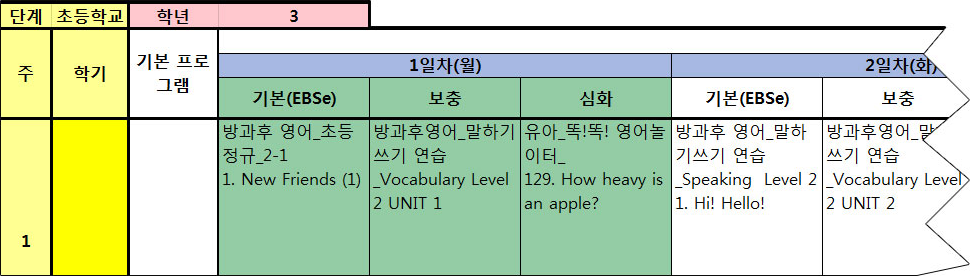 단계 초등학교 학년 3
주 학기 기본 프로
그램
1일차(월) 2일차(화)
기본(EBSe) 보충 심화 기본(EBSe) 보충
1
방과후 영어_초등
정규_2-1
1. New Friends (1)
방과후영어_말하기
쓰기 연습
_Vocabulary Level
2 UNIT 1
유아_똑!똑! 영어놀
이터_
129. How heavy is
an apple?
방과후 영어_말하
기쓰기 연습
_Speaking Level 2
1. Hi! Hello!
방과후영어_말
쓰기 연습
_Vocabulary Level
2 UNIT 2